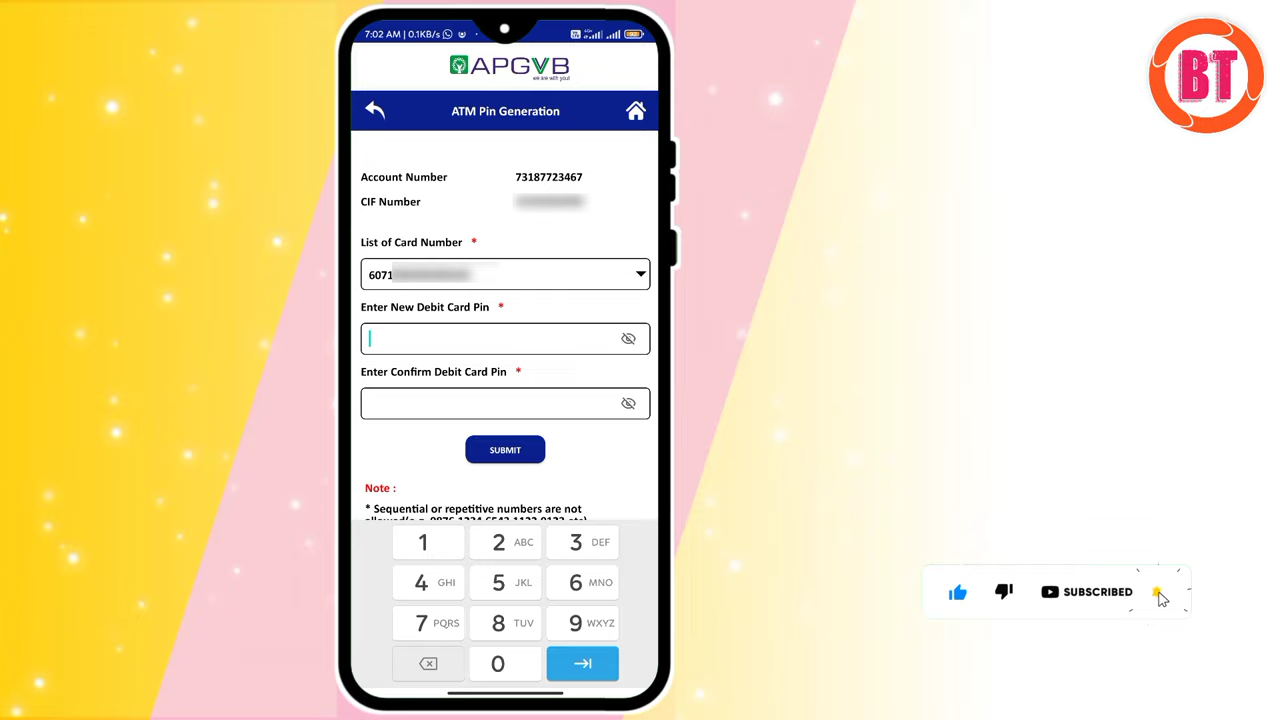 7:02 AM | 0.1KB/s
BT
APGVB
we are with you!
ATM Pin Generation
Account Number 73187723467
CIF Number
List of Card Number *
6071
Enter New Debit Card Pin *
Enter Confirm Debit Card Pin *
SUBMIT
Note :
* Sequential or repetitive numbers are not
1 2 ABC 3 DEF
4 GHI 5 JKL 6 MNO
SUBSCRIBED
7 PQRS 8 TUV 9 WXYZ
0